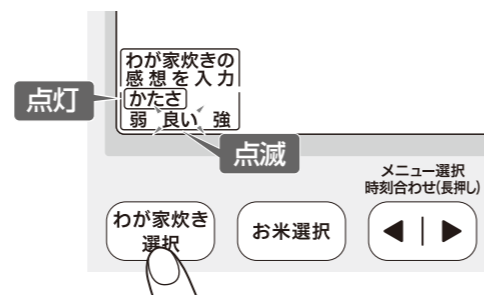 わが家炊きの
感想を入力
かたさ
弱 良い 強
点灯
点滅
メニュー選択
時刻合わせ(長押し)
わが家炊き
選択
お米選択
◀ | ▶